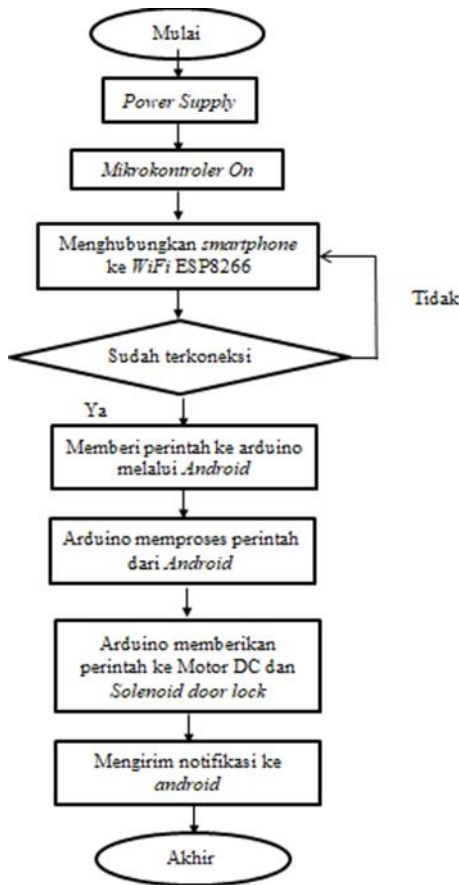 Mulai
Power Supply
Mikrokontroler On
Menghubungkan smartphone
ke WiFi ESP8266
Tidak
Sudah terkoneksi
Ya
Memberi perintah ke arduino
melalui Android
Arduino memproses perintah
dari Android
Arduino memberikan
perintah ke Motor DC dan
Solenoid door lock
Mengirim notifikasi ke
android
Akhir